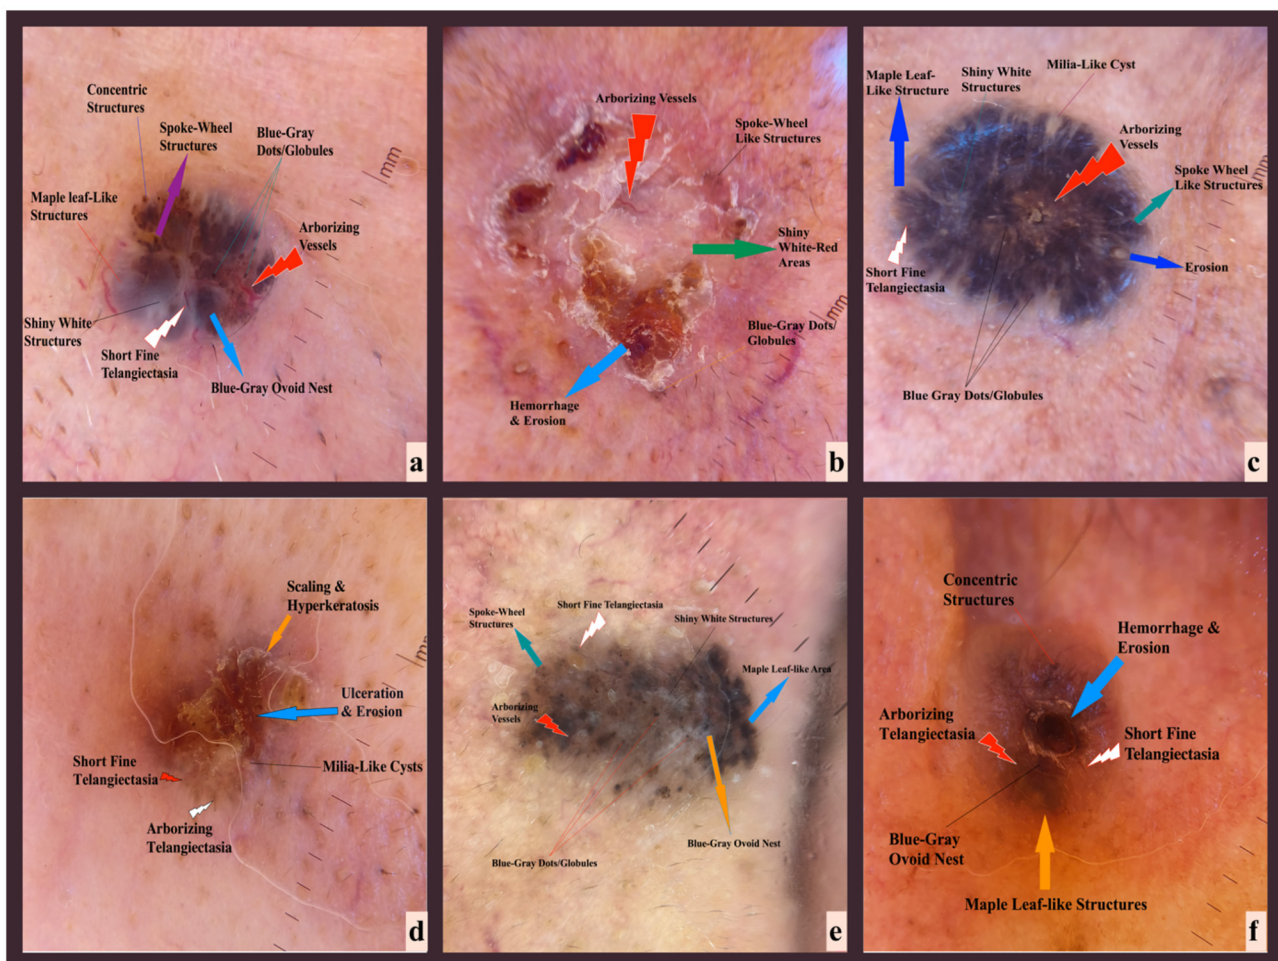 Concentric
Structures
Spoke-Wheel
Structures
Blue-Gray
Dots/Globules
Maple leaf-Like
Structures
Arborizing
Vessels
Shiny White
Structures
Short Fine
Telangiectasia
Blue-Gray Ovoid Nest
mm
a
Arborizing Vessels
Spoke-Wheel
Like Structures
Shiny
White-Red
Areas
Blue-Gray Dots/
Globules
Hemorrhage
& Erosion
mm
b
Maple Leaf-
Like Structure
Shiny White
Structures
Milia-Like Cyst
Arborizing
Vessels
Spoke Wheel
Like Structures
Short Fine
Telangiectasia
Erosion
Blue Gray Dots/Globules
mm
c
Scaling &
Hyperkeratosis
Ulceration
& Erosion
Short Fine
Telangiectasia
Milia-Like Cysts
Arborizing
Telangiectasia
d
Spoke-Wheel
Structures
Short Fine Telangiectasia
Shiny White Structures
Maple Leaf-like Area
Arborizing
Vessels
Blue-Gray Ovoid Nest
Blue-Gray Dots/Globules
e
Concentric
Structures
Hemorrhage &
Erosion
Arborizing
Telangiectasia
Short Fine
Telangiectasia
Blue-Gray
Ovoid Nest
Maple Leaf-like Structures
f